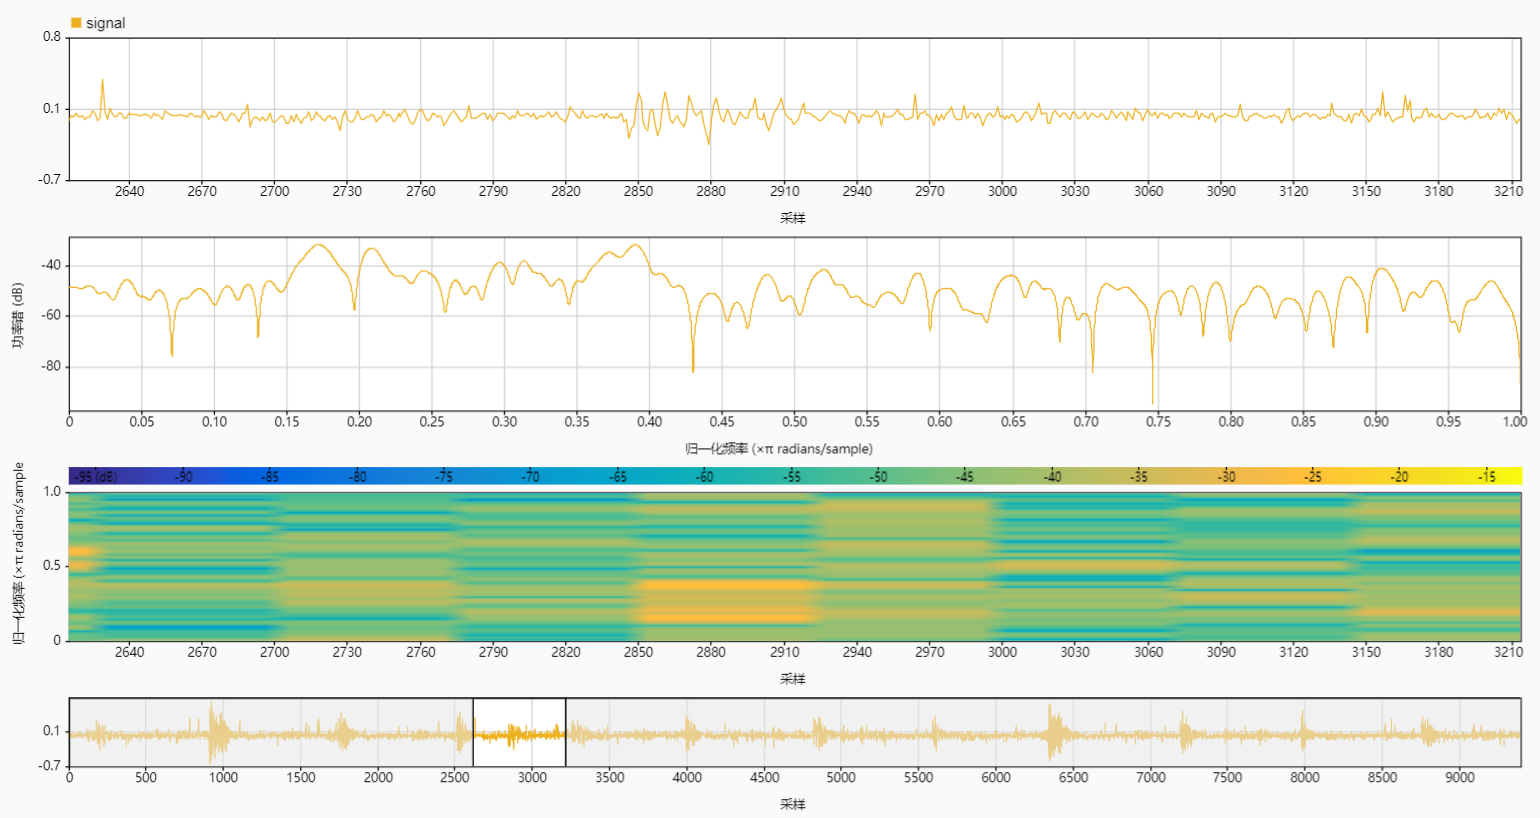 signal
0.8
0.1
-0.7
2640 2670 2700 2730 2760 2790 2820 2850 2880 2910 2940 2970 3000 3030 3060 3090 3120 3150 3180 3210
采样
功率谱 (dB)
-40
-60
-80
0 0.05 0.10 0.15 0.20 0.25 0.30 0.35 0.40 0.45 0.50 0.55 0.60 0.65 0.70 0.75 0.80 0.85 0.90 0.95 1.00
归一化频率 (×π radians/sample)
-95 (dB) -90 -85 -80 -75 -70 -65 -60 -55 -50 -45 -40 -35 -30 -25 -20 -15
归一化频率 (×π radians/sample
1.0
0.5
0
2640 2670 2700 2730 2760 2790 2820 2850 2880 2910 2940 2970 3000 3030 3060 3090 3120 3150 3180 3210
采样
0.1
-0.7
0 500 1000 1500 2000 2500 3000 3500 4000 4500 5000 5500 6000 6500 7000 7500 8000 8500 9000
采样